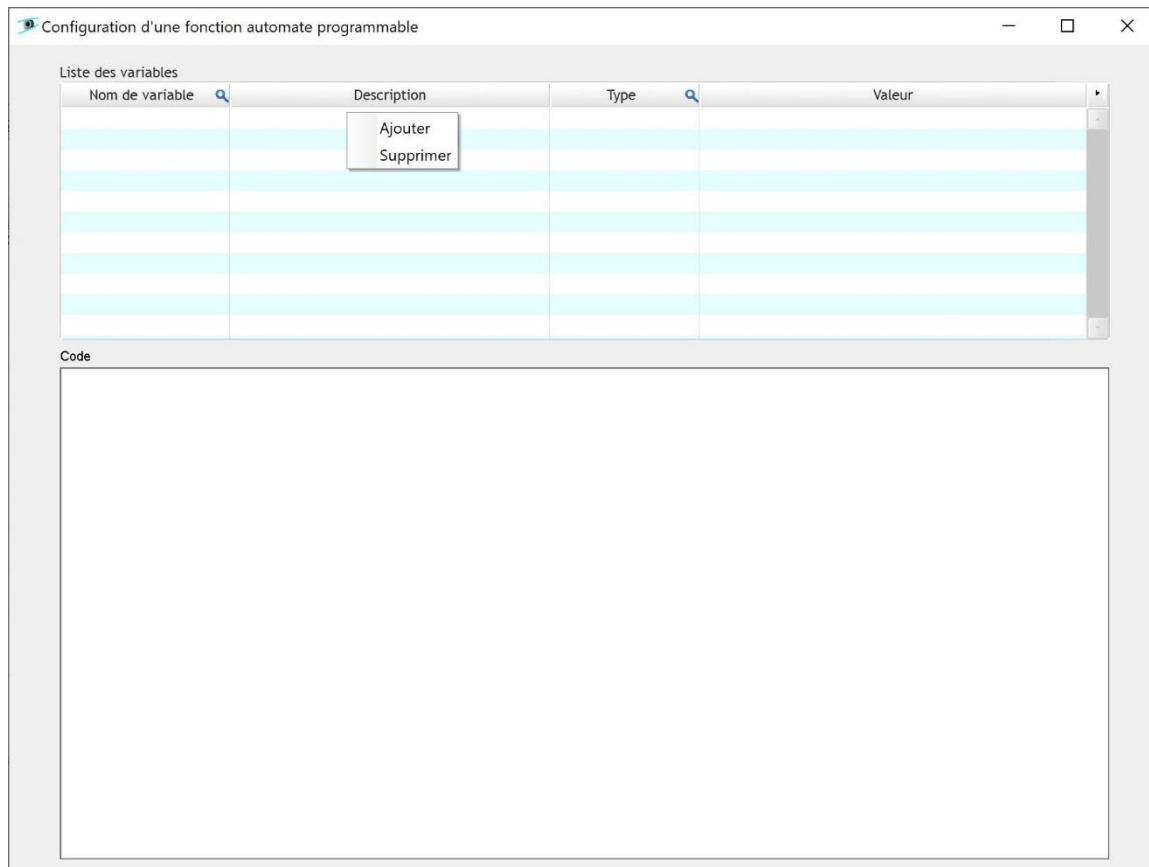 Configuration d'une fonction automate programmable
Liste des variables
Nom de variable Description Type Valeur
Ajouter
Supprimer
Code